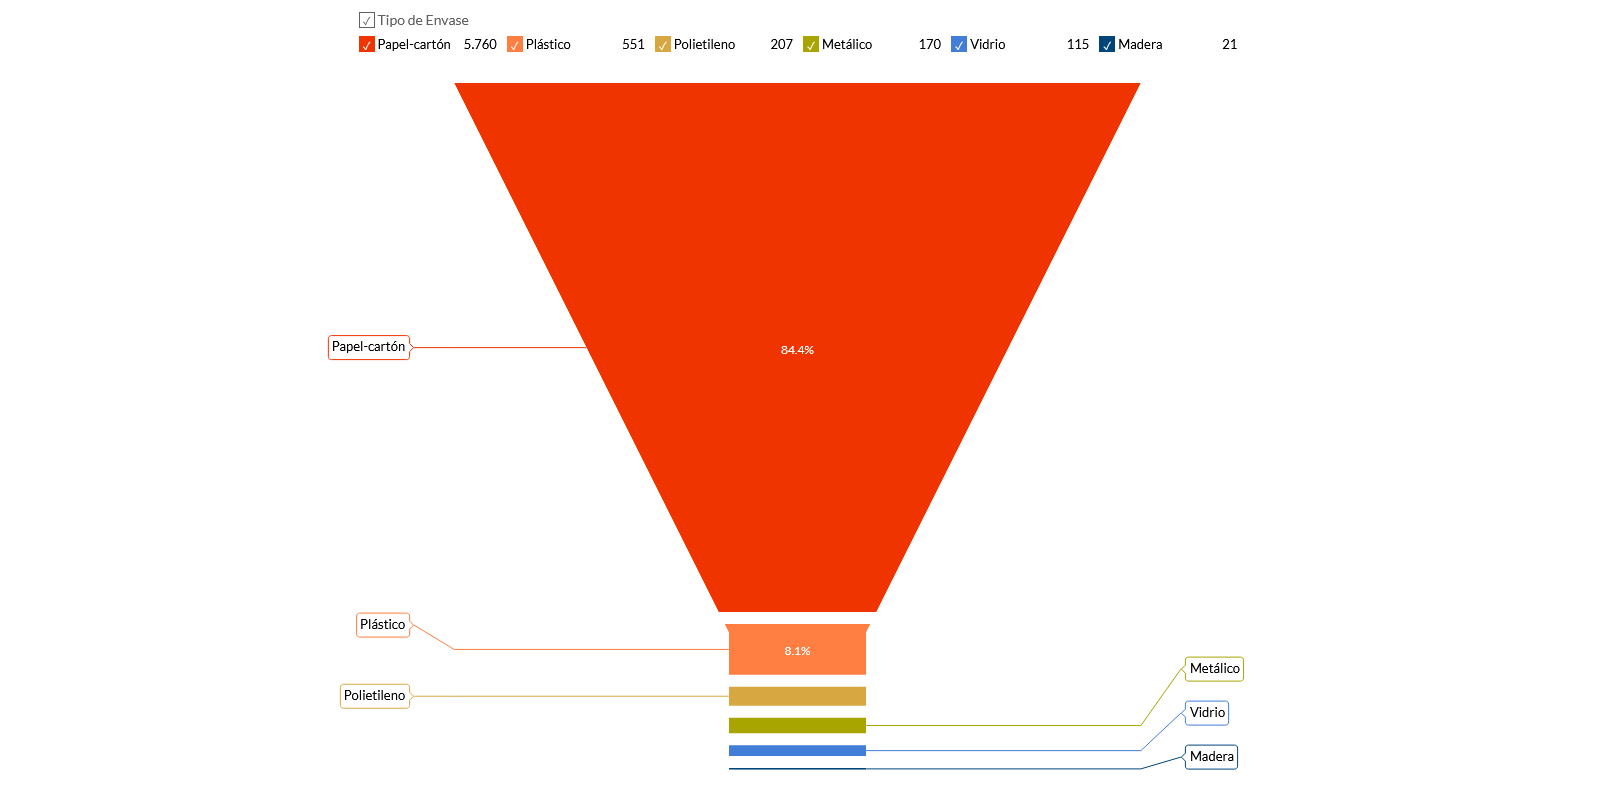 Tipo de Envase
Papel-cartón 5.760 Plástico 551 Polietileno 207 Metálico 170 Vidrio 115 Madera 21
Papel-cartón
84.4%
Plástico
8.1%
Polietileno
Metálico
Vidrio
Madera